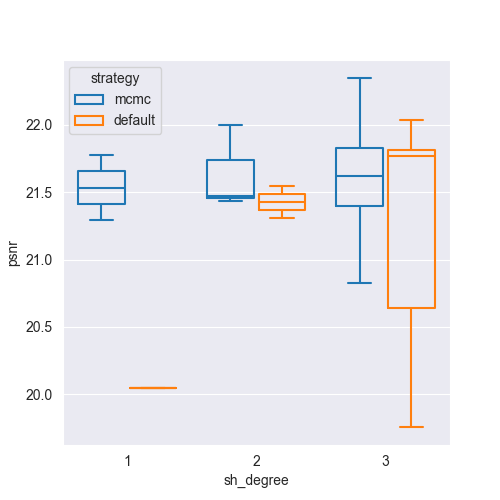 strategy
mcmc
default
22.0
21.5
21.0
20.5
20.0
psnr
1 2 3
sh_degree